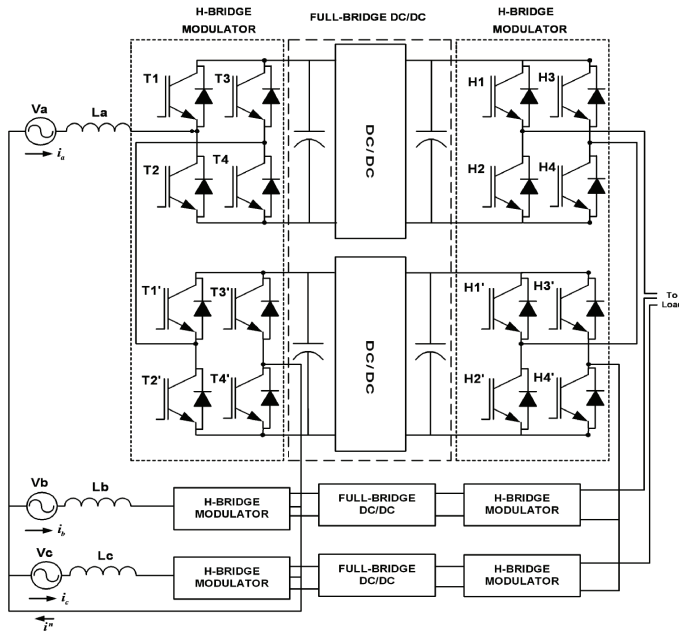 H-BRIDGE
MODULATOR
FULL-BRIDGE DC/DC
H-BRIDGE
MODULATOR
T1
T3
H1
H3
Va
La
DC/DC
i_a
T2
T4
H2
H4
T1'
T3'
H1'
H3'
To
Load
DC/DC
T2'
T4'
H2'
H4'
Vb
Lb
H-BRIDGE
MODULATOR
FULL-BRIDGE
DC/DC
H-BRIDGE
MODULATOR
i_b
Vc
Lc
H-BRIDGE
MODULATOR
FULL-BRIDGE
DC/DC
H-BRIDGE
MODULATOR
i_c
i"